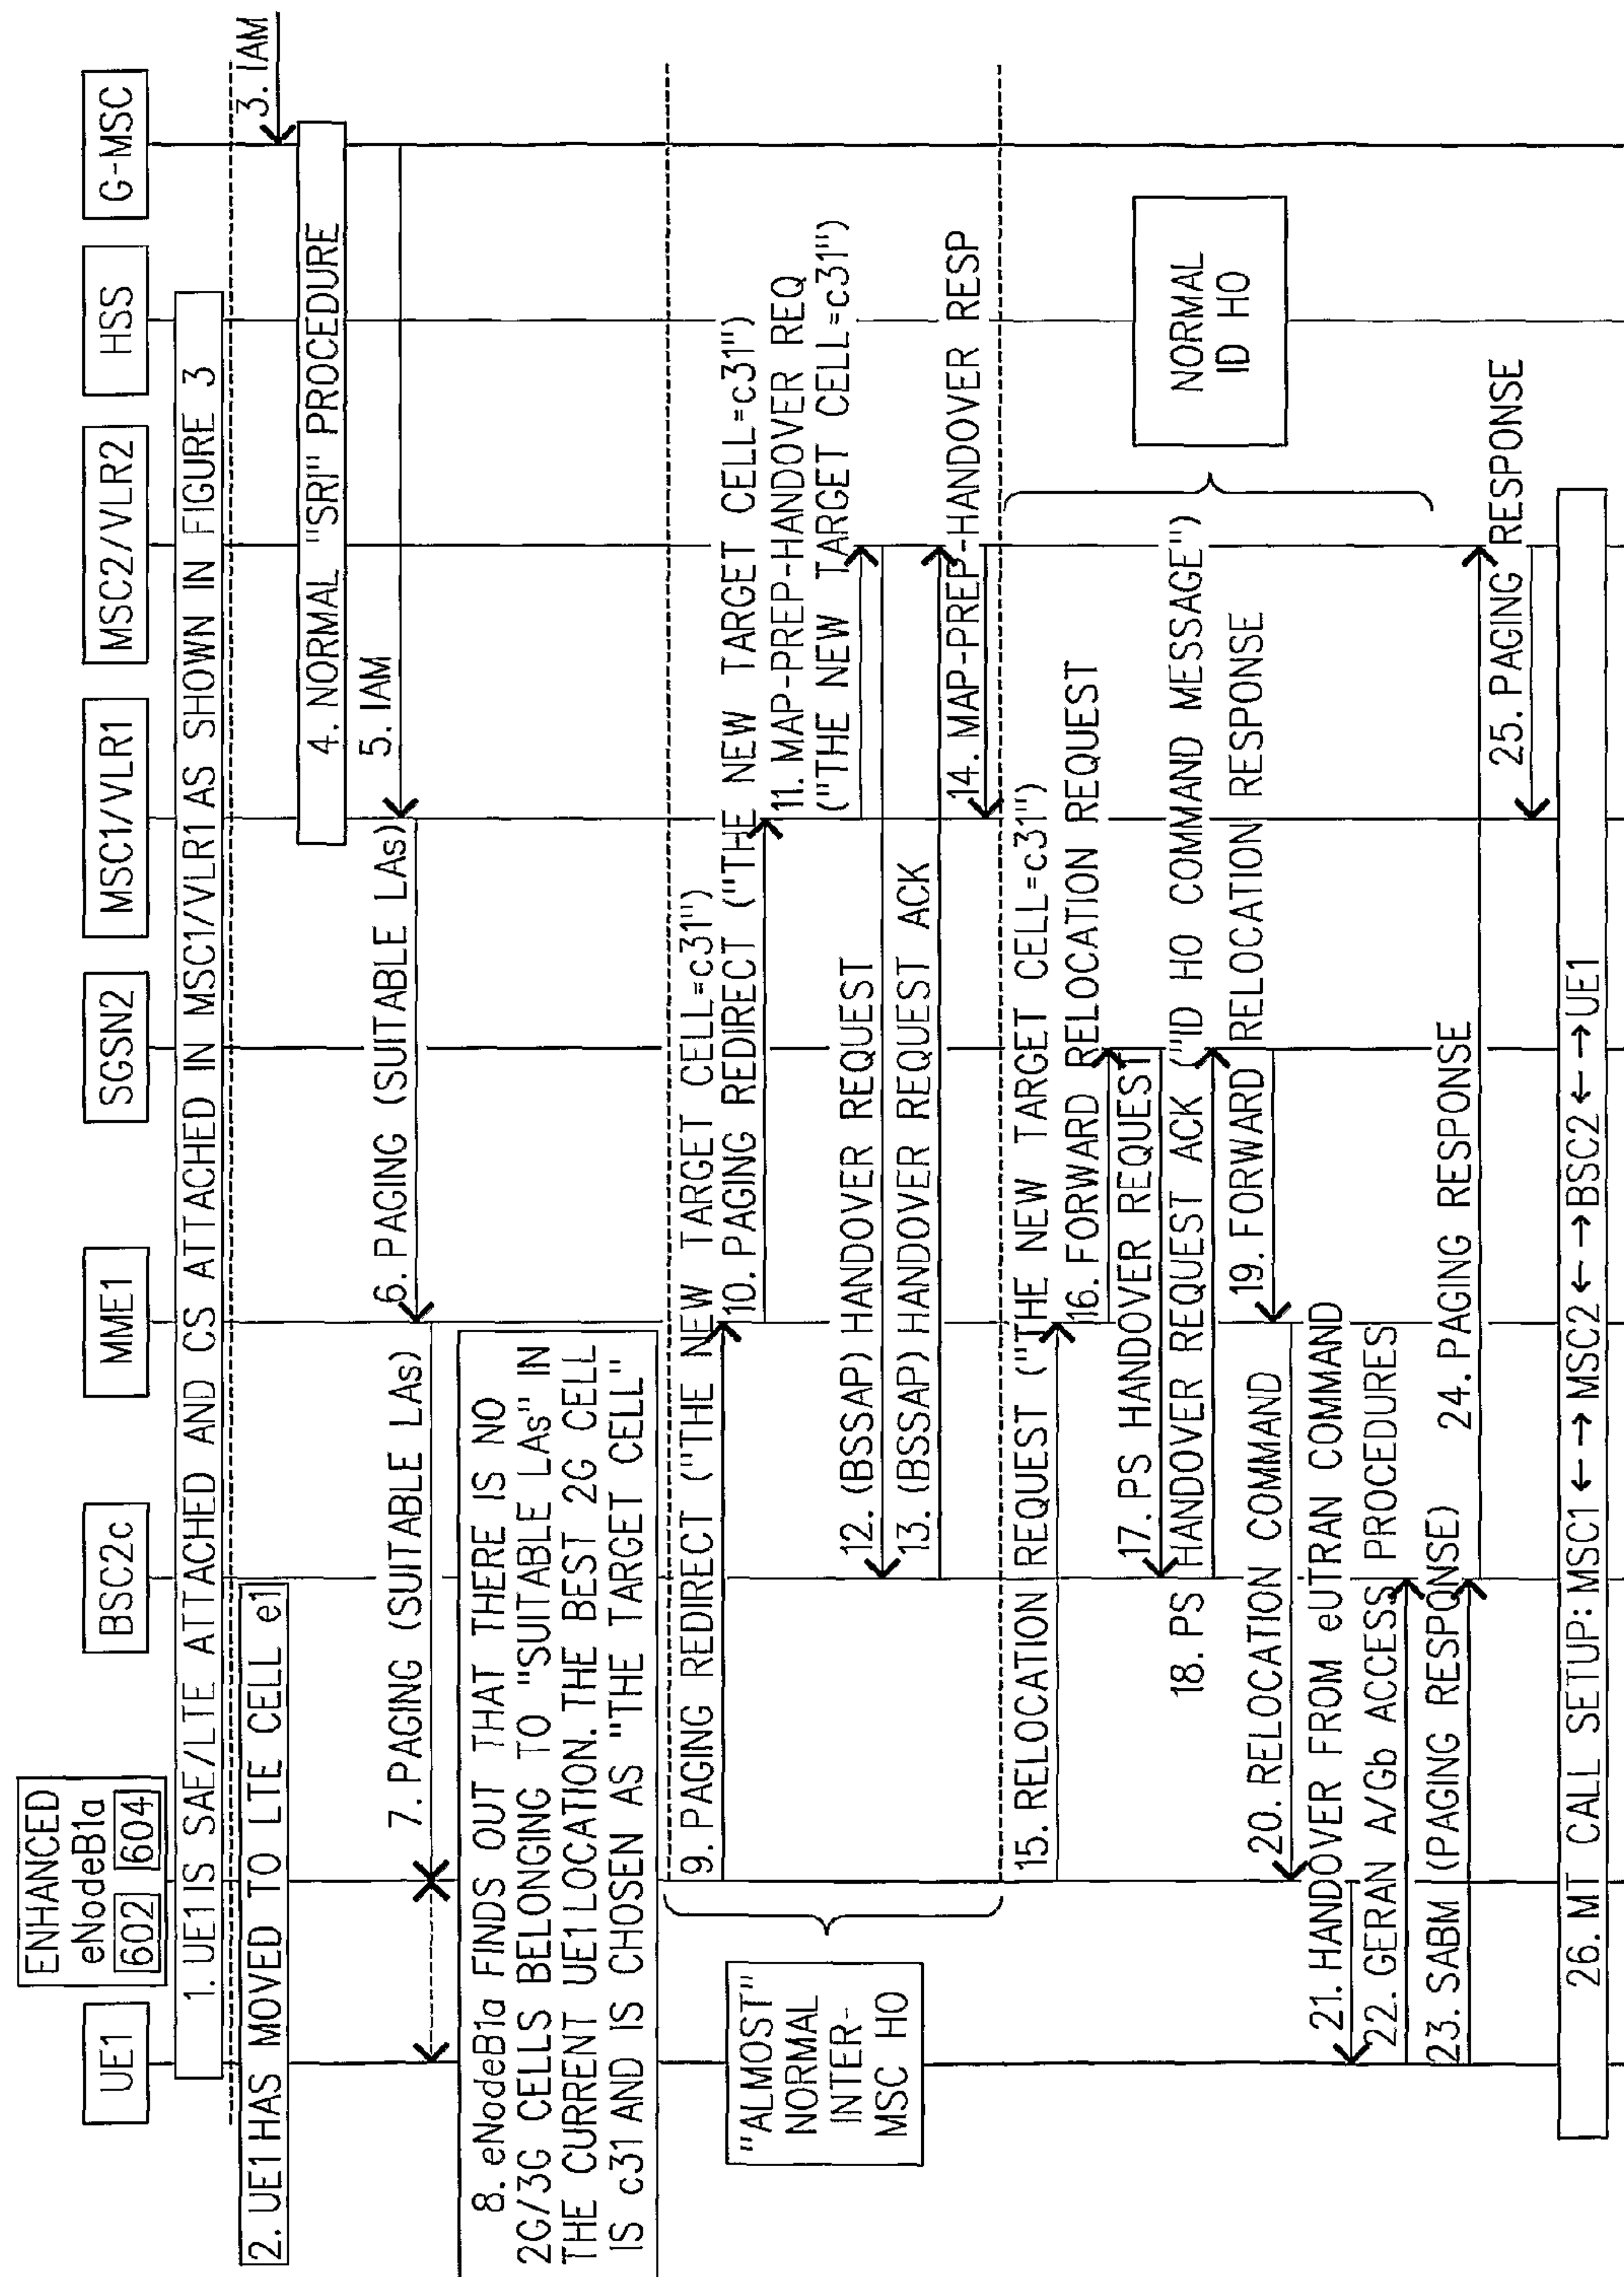 UE1
ENHANCED
eNodeB1a
602 604
BSC2c
MME1
SGSN2
MSC1/VLR1
MSC2/VLR2
HSS
G-MSC
1. UE1 IS SAE/LTE ATTACHED AND CS ATTACHED IN MSC1/VLR1 AS SHOWN IN FIGURE 3
2. UE1 HAS MOVED TO LTE CELL e1
3. IAM
4. NORMAL "SRI" PROCEDURE
5. IAM
6. PAGING (SUITABLE LAs)
7. PAGING (SUITABLE LAs)
8. eNodeB1a FINDS OUT THAT THERE IS NO
2G/3G CELLS BELONGING TO "SUITABLE LAs" IN
THE CURRENT UE1 LOCATION. THE BEST 2G CELL
IS c31 AND IS CHOSEN AS "THE TARGET CELL"
9. PAGING REDIRECT ("THE NEW TARGET CELL=c31")
10. PAGING REDIRECT ("THE NEW TARGET CELL=c31")
11. MAP-PREP-HANDOVER REQ
("THE NEW TARGET CELL=c31")
12. (BSSAP) HANDOVER REQUEST
13. (BSSAP) HANDOVER REQUEST ACK
14. MAP-PREP-HANDOVER RESP
"ALMOST"
NORMAL
INTER-
MSC HO
15. RELOCATION REQUEST ("THE NEW TARGET CELL=c31")
16. FORWARD RELOCATION REQUEST
17. PS HANDOVER REQUEST
18. PS HANDOVER REQUEST ACK ("ID HO COMMAND MESSAGE")
19. FORWARD RELOCATION RESPONSE
NORMAL
ID HO
20. RELOCATION COMMAND
21. HANDOVER FROM eUTRAN COMMAND
22. GERAN A/Gb ACCESS PROCEDURES
23. SABM (PAGING RESPONSE)
24. PAGING RESPONSE
25. PAGING RESPONSE
26. MT CALL SETUP: MSC1 ←→ MSC2 ←→ BSC2 ←→ UE1